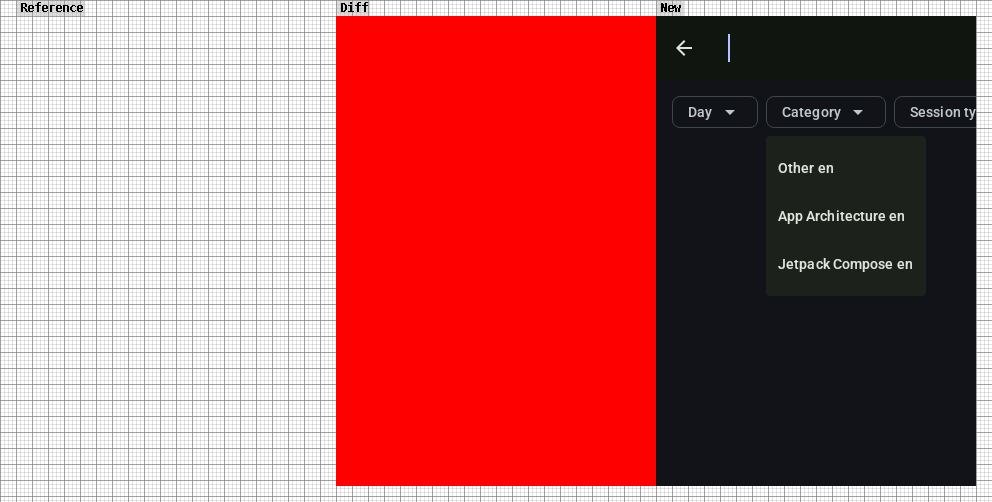 Reference
Diff
New
Day
Category
Session ty
Other en
App Architecture en
Jetpack Compose en